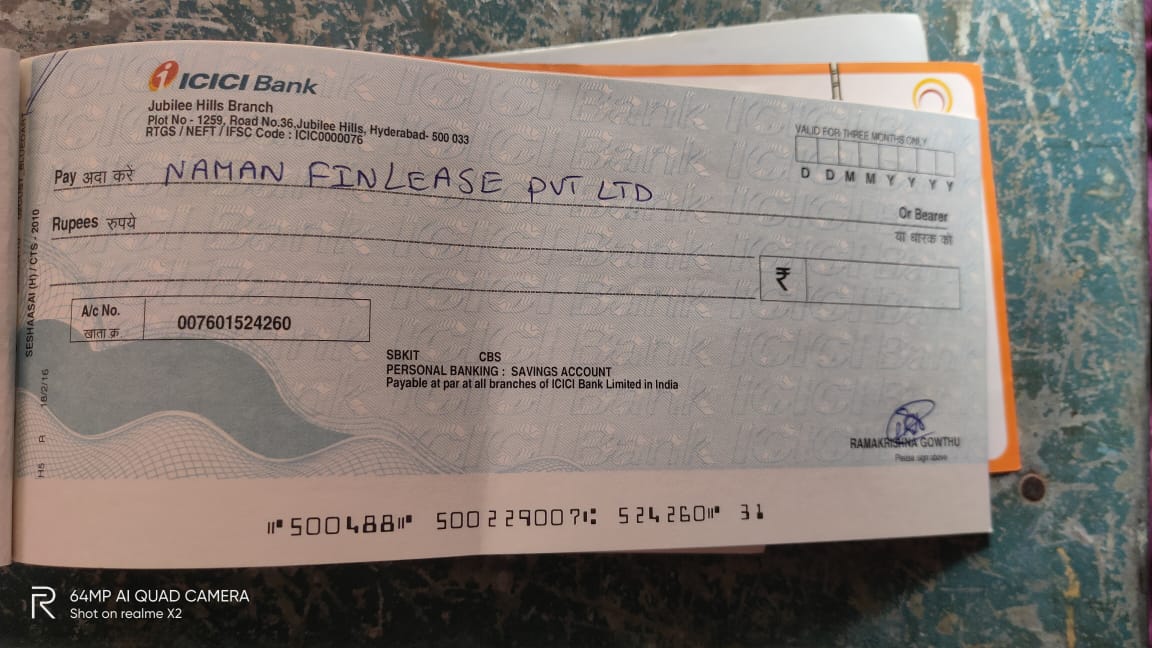 ICICI Bank
Jubilee Hills Branch
Plot No - 1259, Road No.36,Jubilee Hills, Hyderabad- 500 033
RTGS / NEFT / IFSC Code : ICIC0000076
VALID FOR THREE MONTHS ONLY
D D M M Y Y Y Y
Pay अदा करें NAMAN FINLEASE PVT LTD
Or Bearer
या धारक को
Rupees रुपये
₹
A/c No.
खाता क्र.
007601524260
SBKIT CBS
PERSONAL BANKING : SAVINGS ACCOUNT
Payable at par at all branches of ICICI Bank Limited in India
RAMAKRISHNA GOWTHU
Please sign above
SESHAASAI (H) / CTS - 2010
H5 R 18/2/16
⑈500488⑈ 500229007⑆ 524260⑈ 31
64MP AI QUAD CAMERA
Shot on realme X2